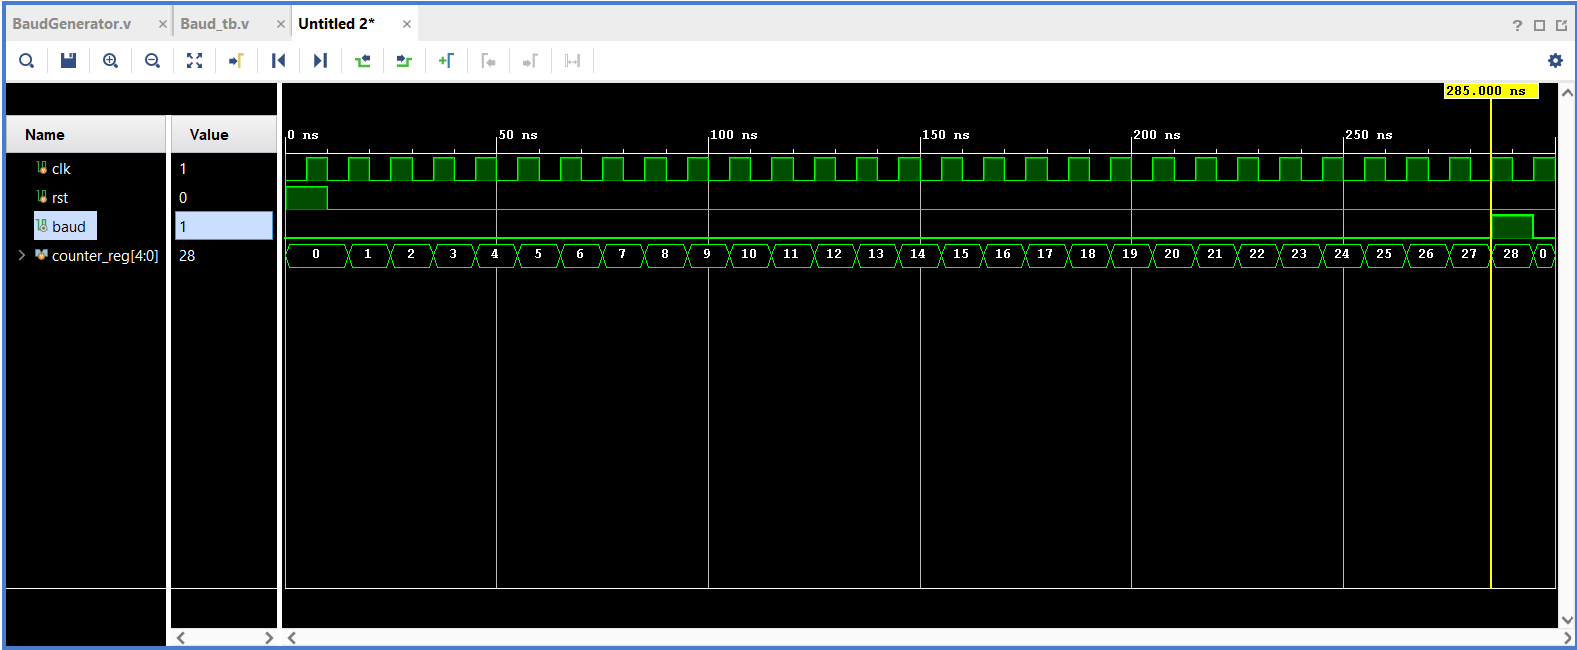 BaudGenerator.v × Baud_tb.v × Untitled 2* × ?
285.000 ns
Name Value 0 ns 50 ns 100 ns 150 ns 200 ns 250 ns
clk 1
rst 0
baud 1
counter_reg[4:0] 28 0 1 2 3 4 5 6 7 8 9 10 11 12 13 14 15 16 17 18 19 20 21 22 23 24 25 26 27 28 0